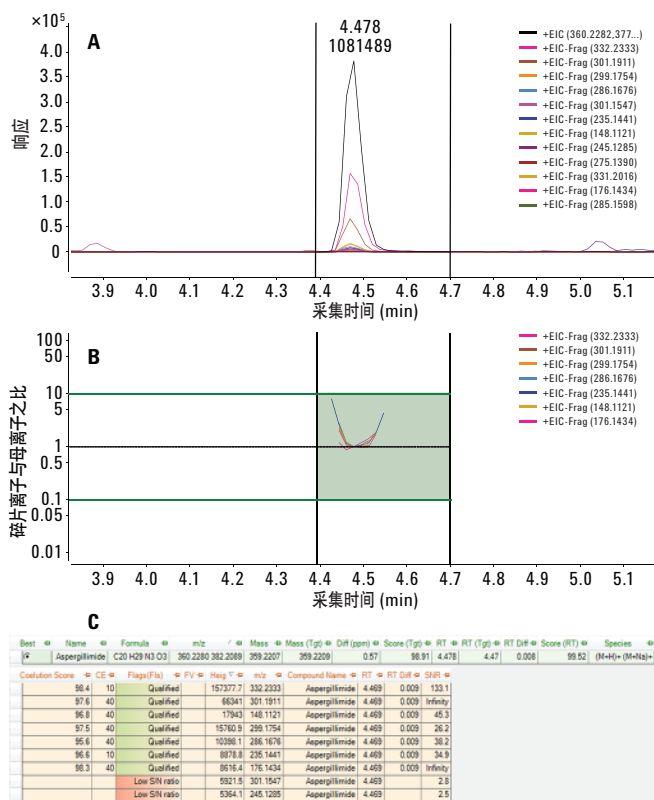 A
×10⁵
4.478
1081489
响应
4.0
3.5
3.0
2.5
2.0
1.5
1.0
0.5
0
3.9 4.0 4.1 4.2 4.3 4.4 4.5 4.6 4.7 4.8 4.9 5.0 5.1
采集时间 (min)
+EIC (360.2282,377...)
+EIC-Frag (332.2333)
+EIC-Frag (301.1911)
+EIC-Frag (299.1754)
+EIC-Frag (286.1676)
+EIC-Frag (301.1547)
+EIC-Frag (235.1441)
+EIC-Frag (148.1121)
+EIC-Frag (245.1285)
+EIC-Frag (275.1390)
+EIC-Frag (331.2016)
+EIC-Frag (176.1434)
+EIC-Frag (285.1598)
B
碎片离子与母离子之比
100
50
10
5
1
0.5
0.1
0.05
0.01
3.9 4.0 4.1 4.2 4.3 4.4 4.5 4.6 4.7 4.8 4.9 5.0 5.1
采集时间 (min)
+EIC-Frag (332.2333)
+EIC-Frag (301.1911)
+EIC-Frag (299.1754)
+EIC-Frag (286.1676)
+EIC-Frag (235.1441)
+EIC-Frag (148.1121)
+EIC-Frag (176.1434)
C
Best Name Formula m/z Mass Mass (Tgt) Diff (ppm) Score (Tgt) RT RT (Tgt) RT Diff Score (RT) Species
Aspergillimide C20 H29 N3 O3 360.2280 382.2089 359.2207 359.2209 0.57 98.91 4.478 4.47 0.008 99.52 (M+H)+ (M+Na)+
Coelution Score CE Flags(Fls) FV Heig m/z Compound Name RT RT Diff SNR
98.4 10 Qualified 157377.7 332.2333 Aspergillimide 4.469 0.009 133.1
97.6 40 Qualified 66341 301.1911 Aspergillimide 4.469 0.009 Infinity
96.8 40 Qualified 17943 148.1121 Aspergillimide 4.469 0.009 45.3
97.5 40 Qualified 15760.9 299.1754 Aspergillimide 4.469 0.009 26.2
95.6 40 Qualified 10398.1 286.1676 Aspergillimide 4.469 0.009 38.2
96.6 10 Qualified 8878.8 235.1441 Aspergillimide 4.469 0.009 34.9
98.3 40 Qualified 8616.4 176.1434 Aspergillimide 4.469 0.009 Infinity
Low S/N ratio 5921.5 301.1547 Aspergillimide 4.469 2.8
Low S/N ratio 5364.1 245.1285 Aspergillimide 4.469 2.5